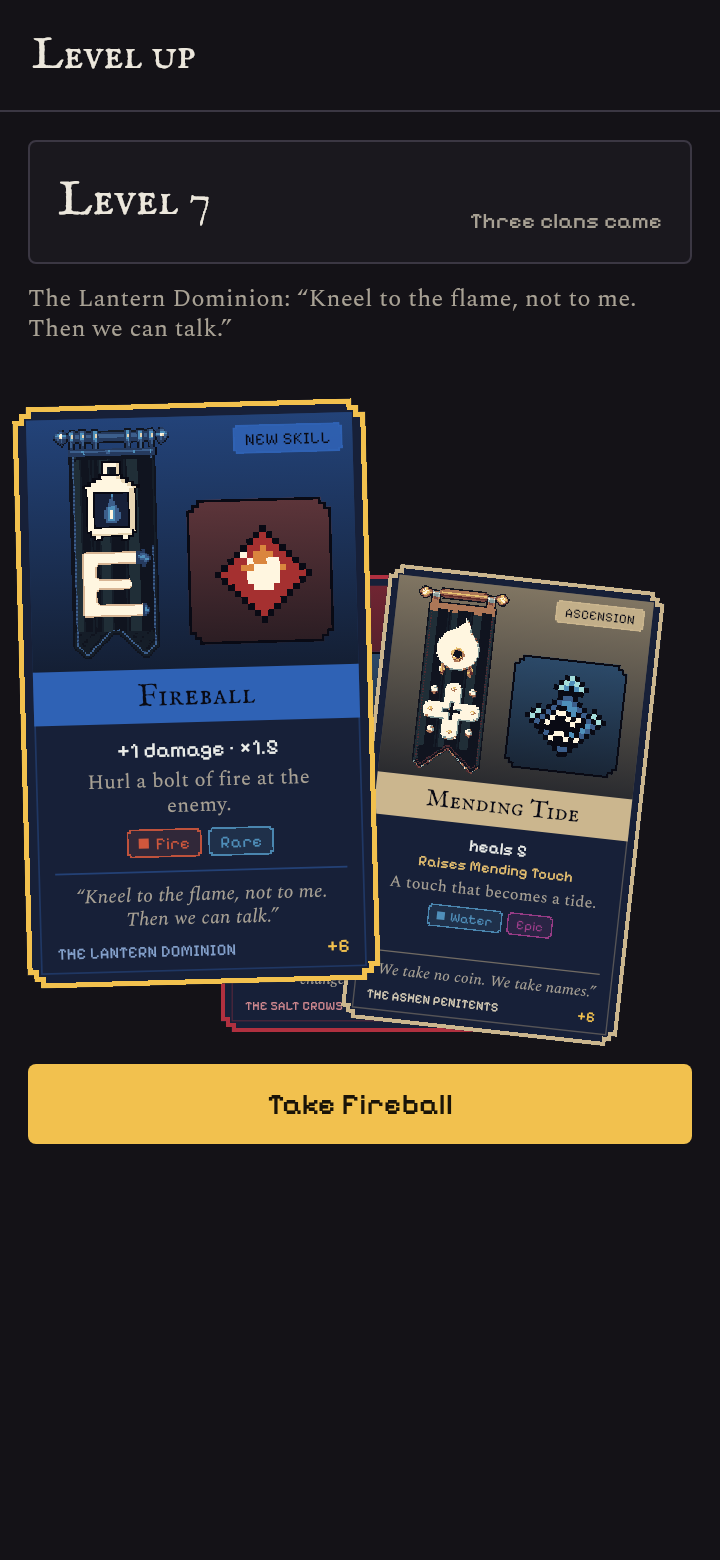 Level up
Level 7
Three clans came
The Lantern Dominion: “Kneel to the flame, not to me.
Then we can talk.”
NEW SKILL
E
Fireball
+1 damage · ×1.8
Hurl a bolt of fire at the
enemy.
Fire
Rare
“Kneel to the flame, not to me.
Then we can talk.”
THE LANTERN DOMINION
+6
ASCENSION
Mending Tide
heals 8
Raises Mending Touch
A touch that becomes a tide.
Water
Epic
We take no coin. We take names.”
THE ASHEN PENITENTS
+6
THE SALT CROWS
Take Fireball